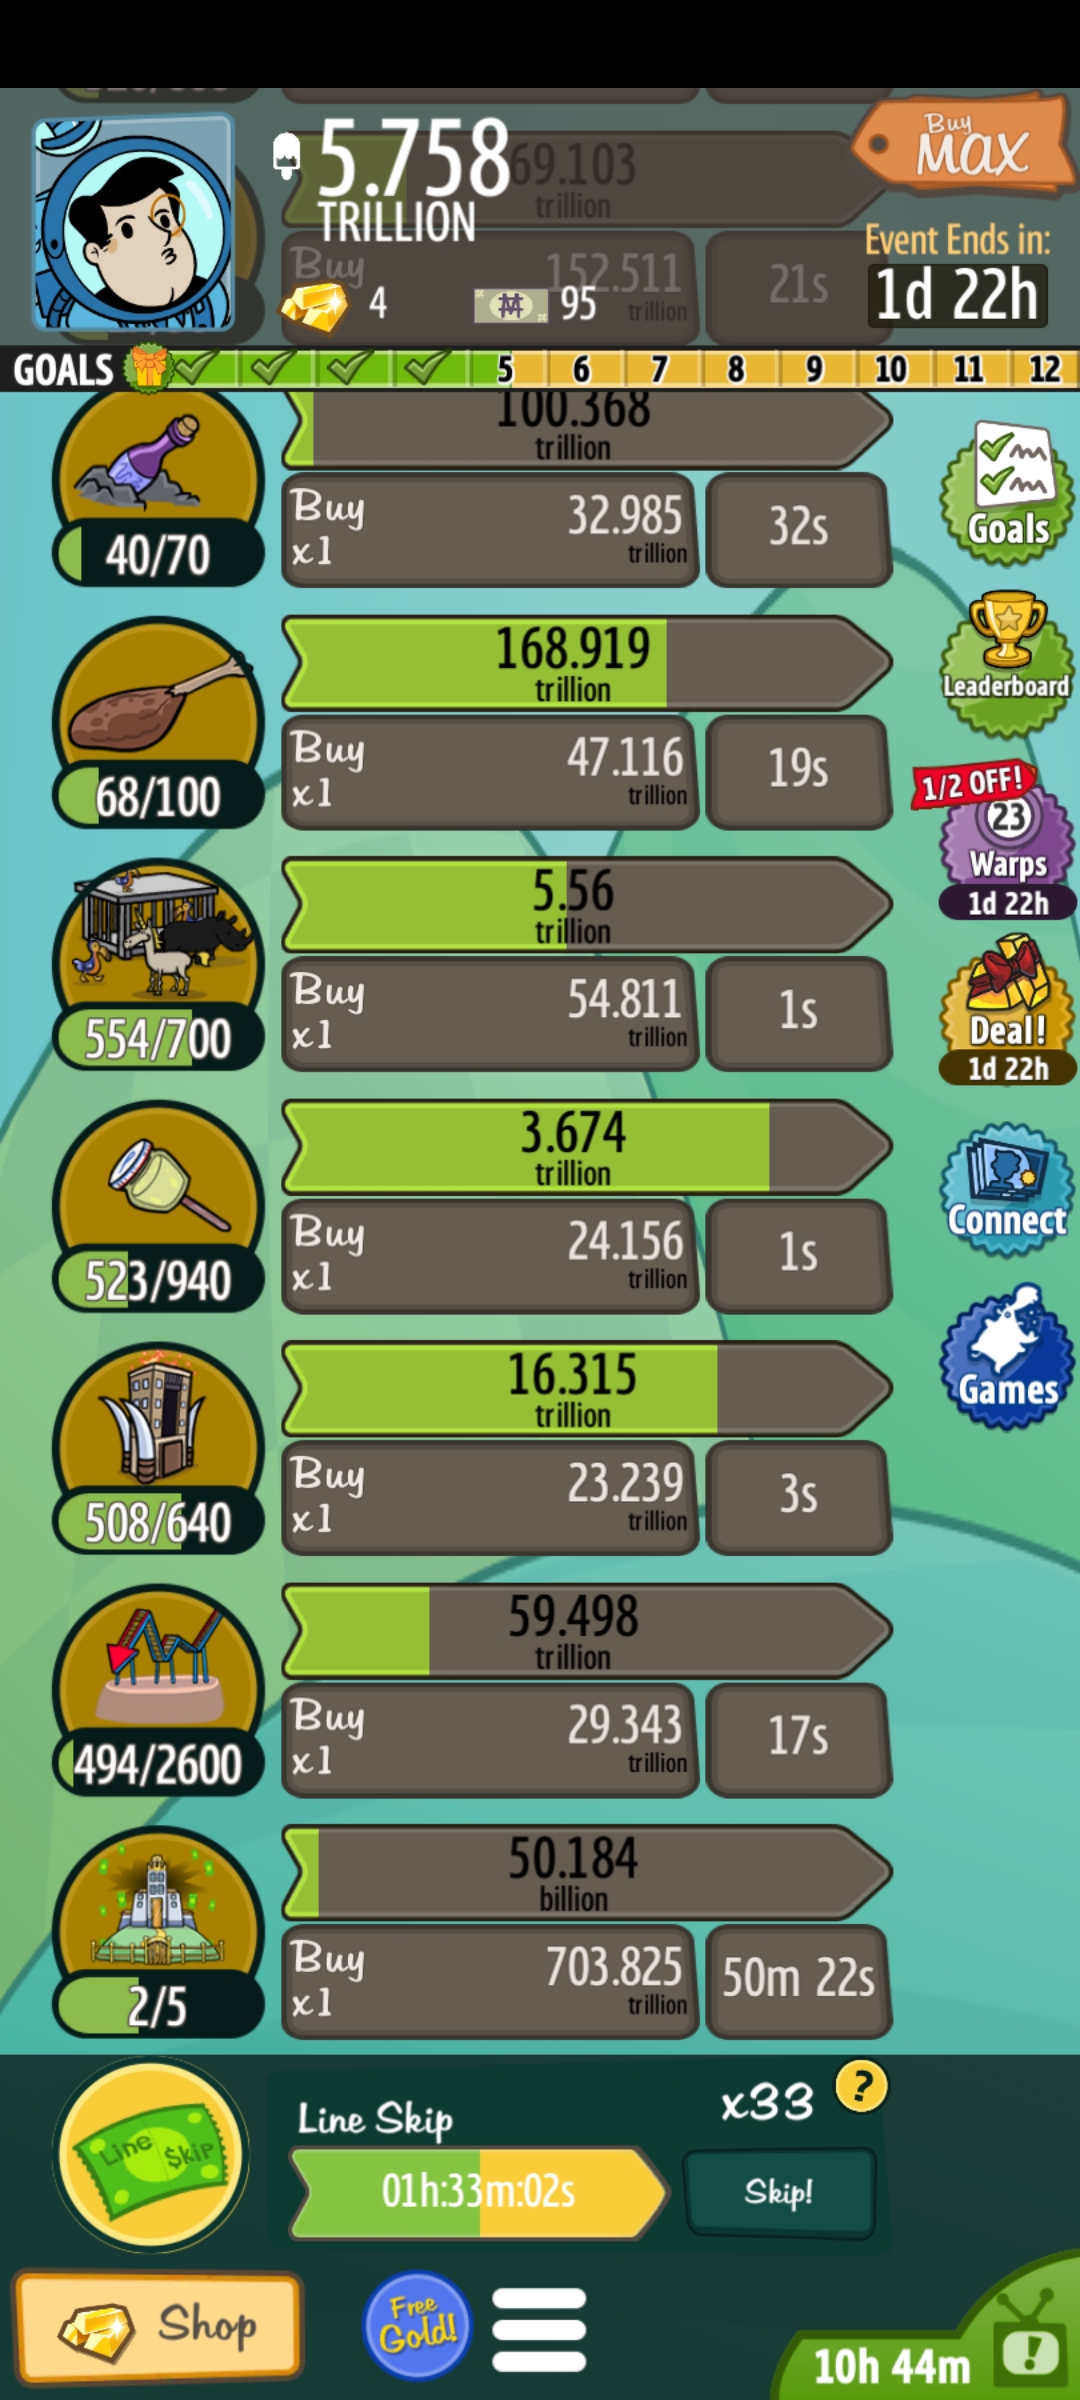 5.758
TRILLION
69.103
trillion
Buy
MAX
Buy
152.511
trillion
21s
4
95
Event Ends in:
1d 22h
GOALS
5 6 7 8 9 10 11 12
100.368
trillion
Buy
x1
32.985
trillion
32s
40/70
Goals
168.919
trillion
Buy
x1
47.116
trillion
19s
68/100
Leaderboard
1/2 OFF!
23
Warps
1d 22h
5.56
trillion
Buy
x1
54.811
trillion
1s
554/700
Deal!
1d 22h
3.674
trillion
Buy
x1
24.156
trillion
1s
523/940
Connect
16.315
trillion
Buy
x1
23.239
trillion
3s
508/640
Games
59.498
trillion
Buy
x1
29.343
trillion
17s
494/2600
50.184
billion
Buy
x1
703.825
trillion
50m 22s
2/5
Line $kip
Line Skip
x33
?
01h:33m:02s
Skip!
Shop
Free
Gold!
10h 44m
!